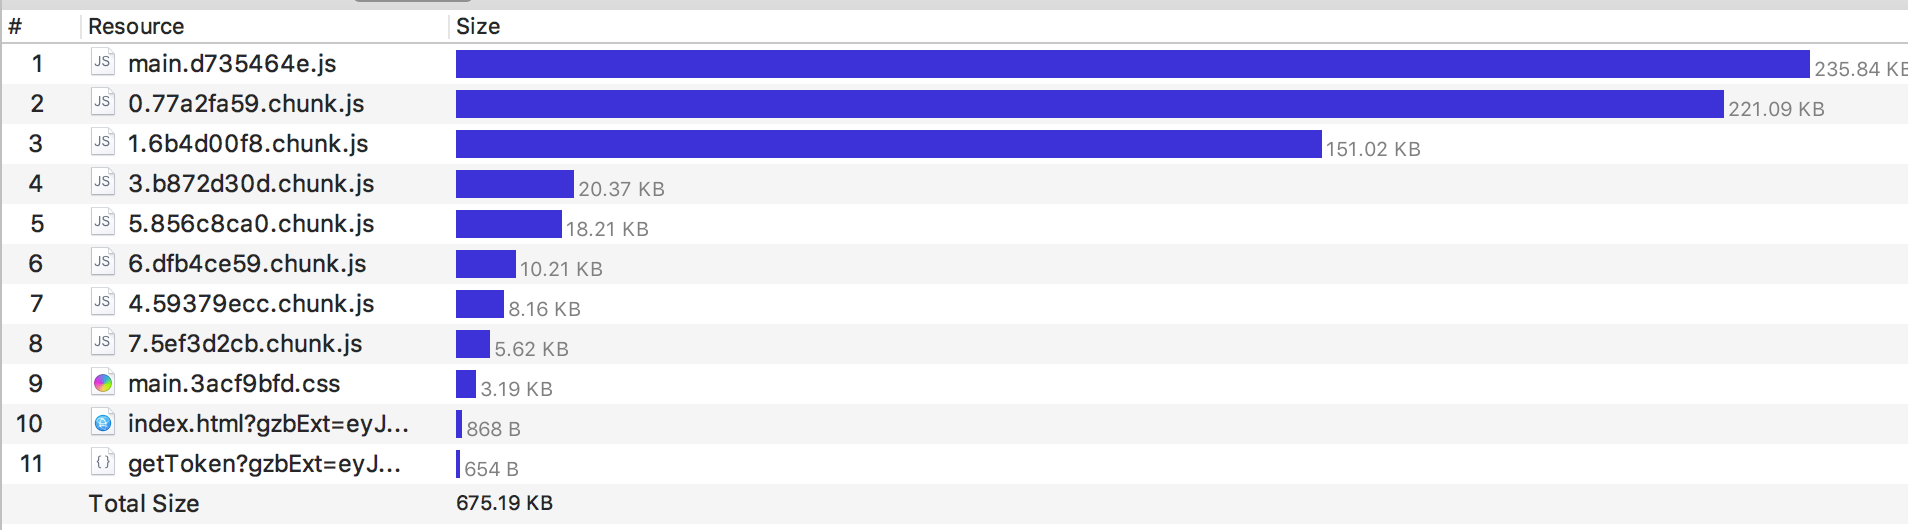 # Resource Size
1 JS main.d735464e.js 235.84 KB
2 JS 0.77a2fa59.chunk.js 221.09 KB
3 JS 1.6b4d00f8.chunk.js 151.02 KB
4 JS 3.b872d30d.chunk.js 20.37 KB
5 JS 5.856c8ca0.chunk.js 18.21 KB
6 JS 6.dfb4ce59.chunk.js 10.21 KB
7 JS 4.59379ecc.chunk.js 8.16 KB
8 JS 7.5ef3d2cb.chunk.js 5.62 KB
9 main.3acf9bfd.css 3.19 KB
10 index.html?gzbExt=eyJ... 868 B
11 {} getToken?gzbExt=eyJ... 654 B
Total Size 675.19 KB